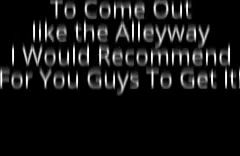 To Come Out
like the Alleyway
I Would Recommend
For You Guys To Get It!